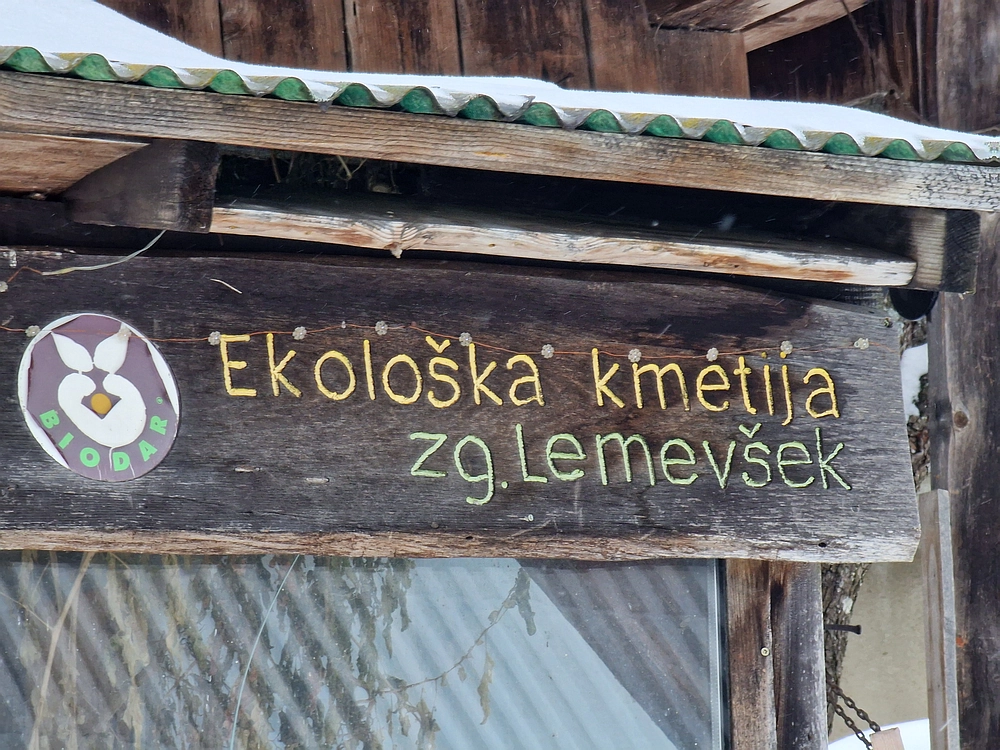 BIODAR
Ekološka kmetija
zg. Lemevšek